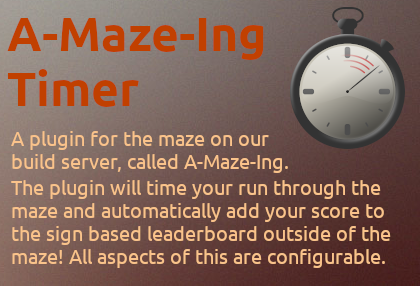 A-Maze-Ing
Timer
A plugin for the maze on our
build server, called A-Maze-Ing.
The plugin will time your run through the
maze and automatically add your score to
the sign based leaderboard outside of the
maze! All aspects of this are configurable.